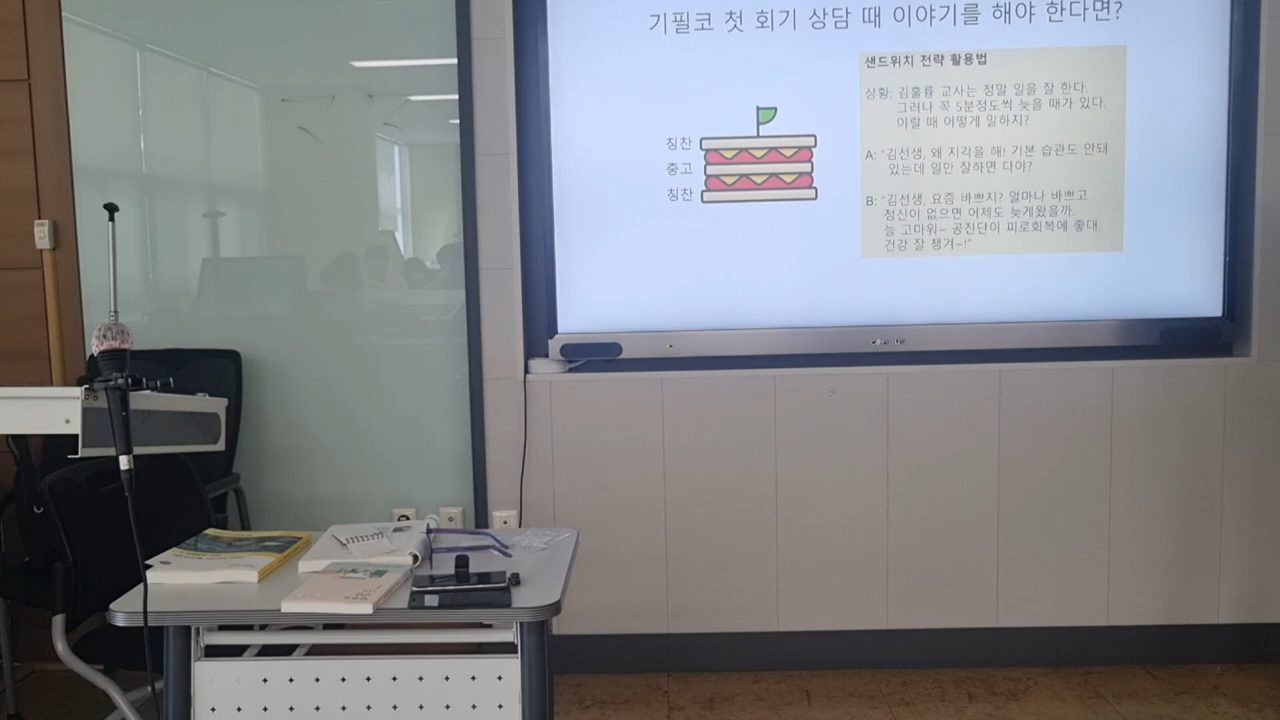 기필코 첫 회기 상담 때 이야기를 해야 한다면?
칭찬
충고
칭찬
샌드위치 전략 활용법
상황: 김훌륭 교사는 정말 일을 잘 한다.
그러나 꼭 5분정도씩 늦을 때가 있다.
이럴 때 어떻게 말하지?
A: "김선생, 왜 지각을 해! 기본 습관도 안돼
있는데 일만 잘하면 다야?
B: "김선생, 요즘 바쁘지? 얼마나 바쁘고
정신이 없으면 어제도 늦게왔을까.
늘 고마워~ 공진단이 피로회복에 좋대.
건강 잘 챙겨~!"